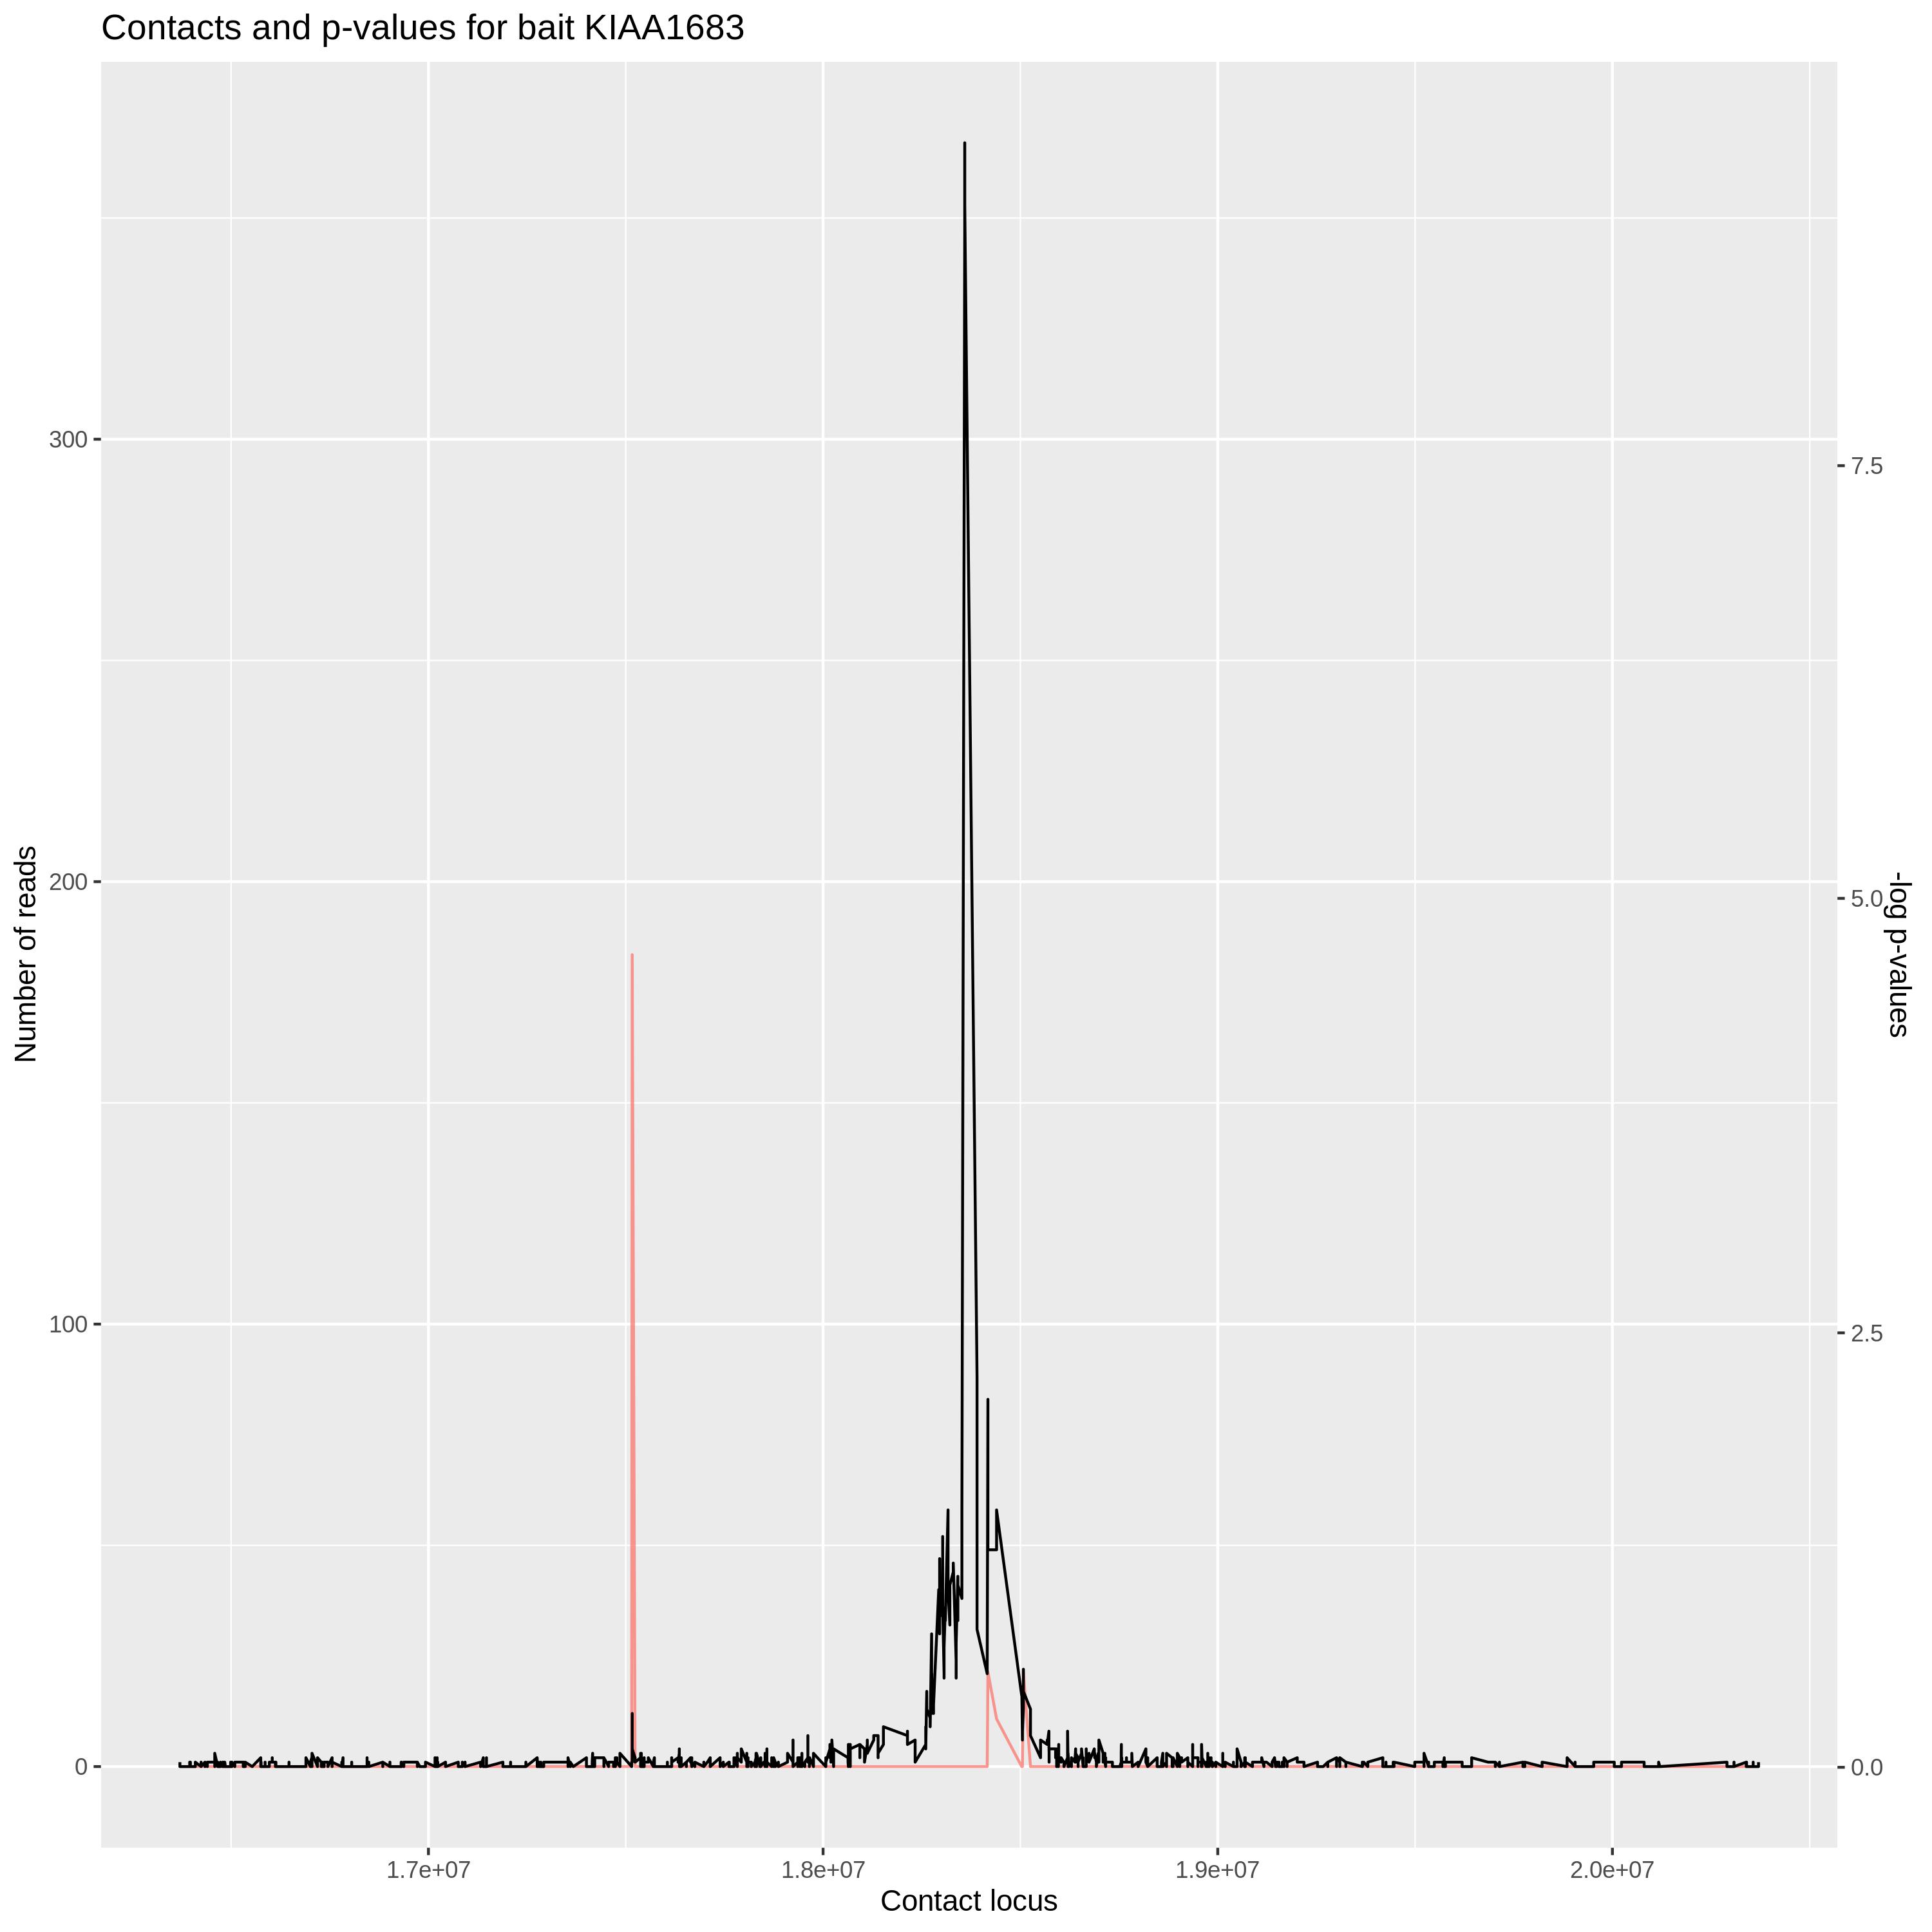 Contacts and p-values for bait KIAA1683
300
200
100
0
Number of reads
7.5
5.0
2.5
0.0
-log p-values
1.7e+07
1.8e+07
1.9e+07
2.0e+07
Contact locus